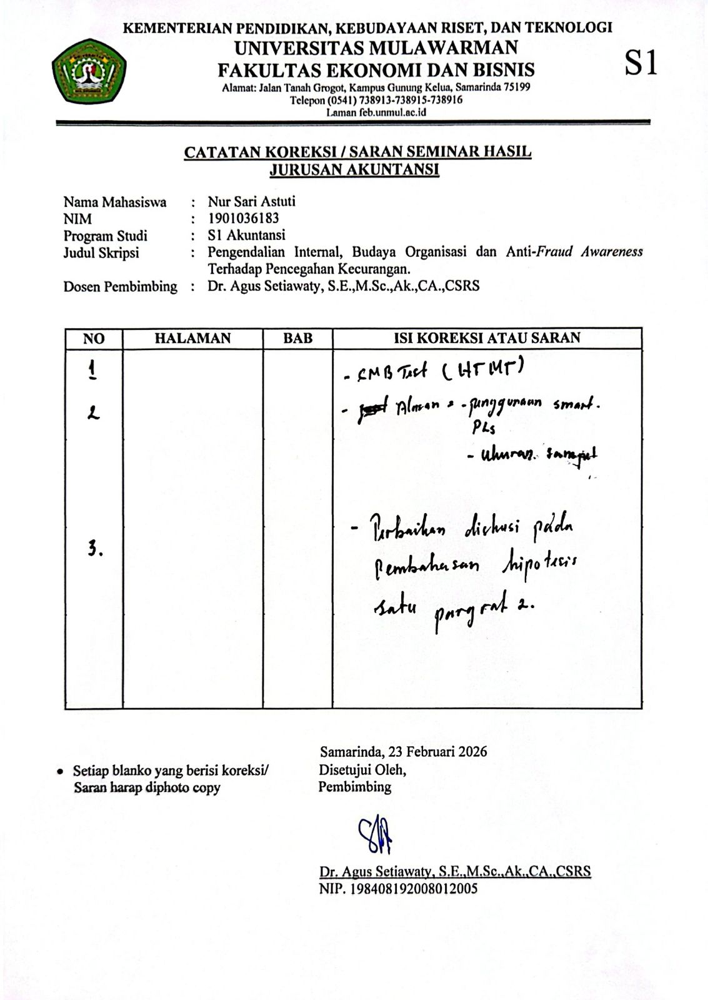 KEMENTERIAN PENDIDIKAN, KEBUDAYAAN RISET, DAN TEKNOLOGI
UNIVERSITAS MULAWARMAN
FAKULTAS EKONOMI DAN BISNIS
S1
Alamat: Jalan Tanah Grogot, Kampus Gunung Kelua, Samarinda 75199
Telepon (0541) 738913-738915-738916
Laman feb.unmul.ac.id
CATATAN KOREKSI / SARAN SEMINAR HASIL
JURUSAN AKUNTANSI
Nama Mahasiswa : Nur Sari Astuti
NIM : 1901036183
Program Studi : S1 Akuntansi
Judul Skripsi : Pengendalian Internal, Budaya Organisasi dan Anti-Fraud Awareness
Terhadap Pencegahan Kecurangan.
Dosen Pembimbing : Dr. Agus Setiawaty, S.E.,M.Sc.,Ak.,CA.,CSRS
NO HALAMAN BAB ISI KOREKSI ATAU SARAN
1 - CMB Test (HTMT)
2 - Alasan : - penggunaan smart.
PLS
- Ukuran. sampel
3. - Perbaikan diskusi pada
pembahasan hipotesis
satu pargraf 2.
Samarinda, 23 Februari 2026
• Setiap blanko yang berisi koreksi/ Disetujui Oleh,
Saran harap diphoto copy Pembimbing
Dr. Agus Setiawaty, S.E.,M.Sc.,Ak.,CA.,CSRS
NIP. 198408192008012005